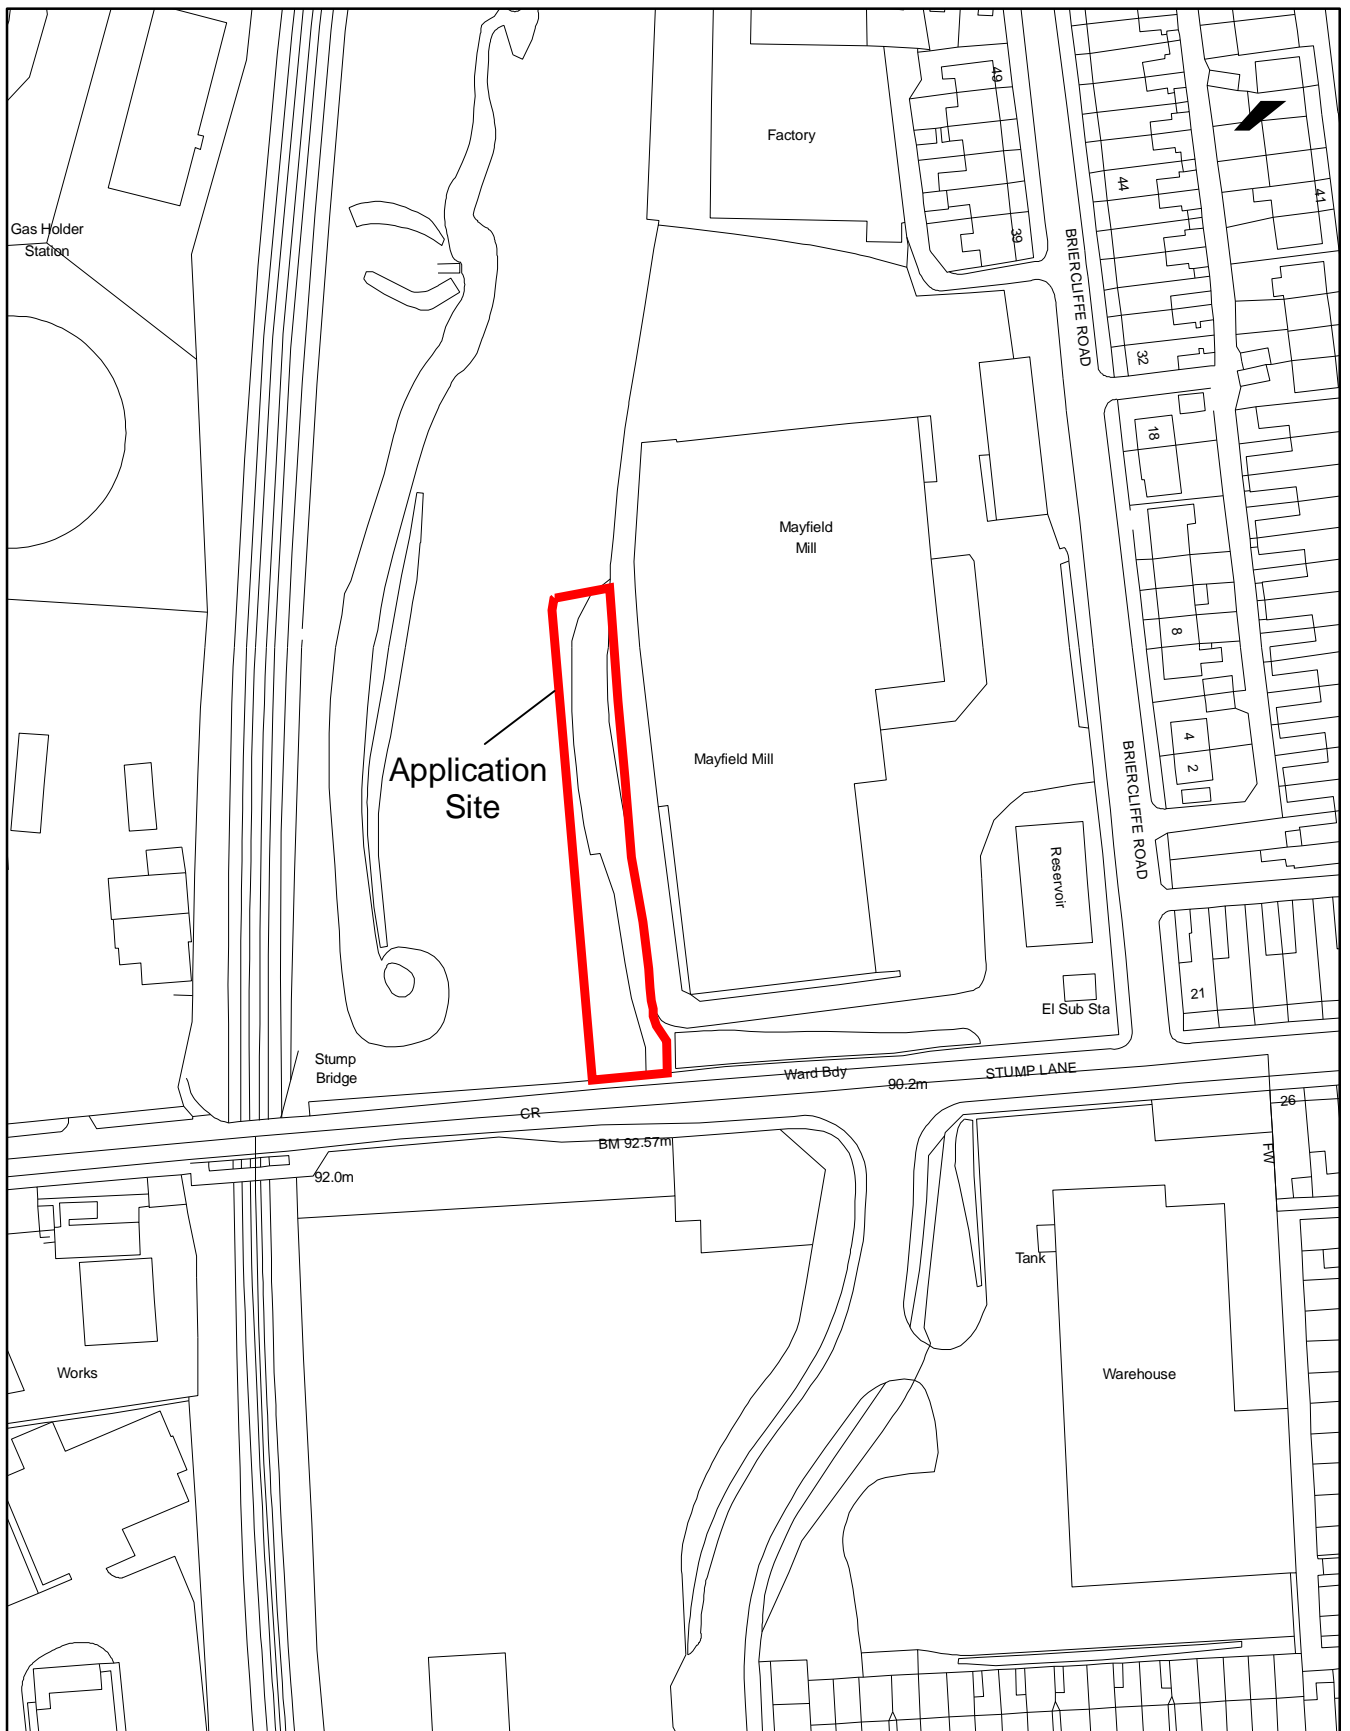 49
Factory
44
41
Gas Holder
Station
39
BRIERCLIFFE ROAD
32
18
Mayfield
Mill
8
Application
Site
Mayfield Mill
4
2
BRIERCLIFFE ROAD
Reservoir
21
El Sub Sta
Stump
Bridge
Ward Bdy
90.2m
STUMP LANE
CR
26
BM 92.57m
FW
92.0m
Tank
Works
Warehouse